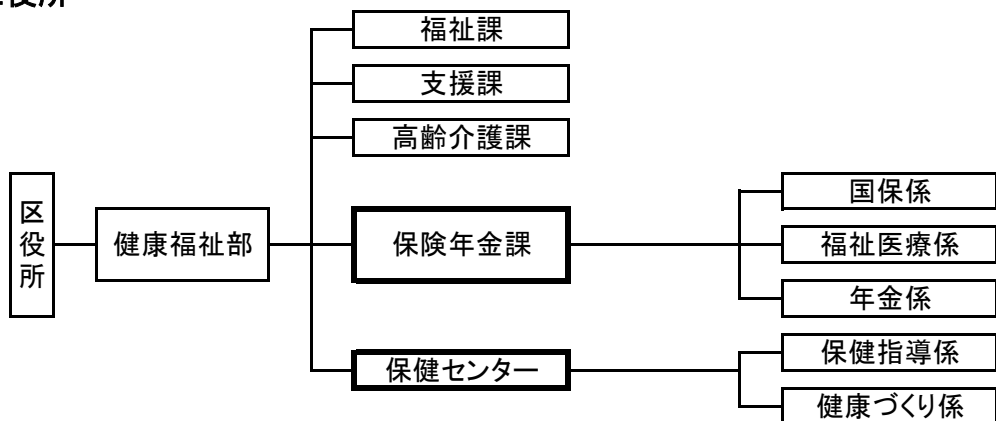 役所
福祉課
支援課
高齢介護課
区役所
健康福祉部
保険年金課
国保係
福祉医療係
年金係
保健センター
保健指導係
健康づくり係